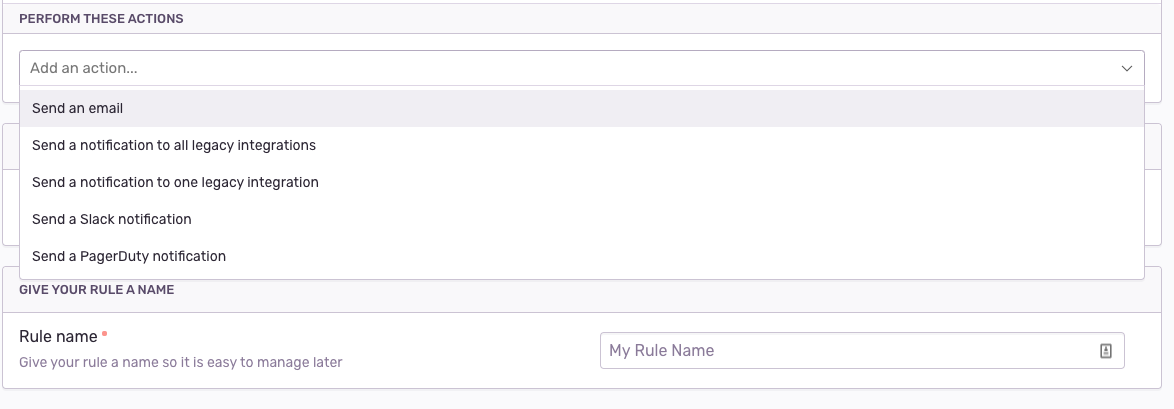 PERFORM THESE ACTIONS
Add an action...
Send an email
Send a notification to all legacy integrations
Send a notification to one legacy integration
Send a Slack notification
Send a PagerDuty notification
GIVE YOUR RULE A NAME
Rule name *
My Rule Name
Give your rule a name so it is easy to manage later